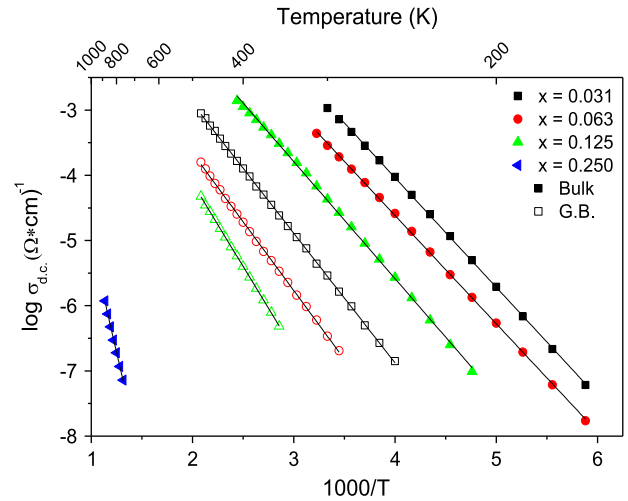 Temperature (K)
1000 800 400 200
-3
-4
-5
-6
-7
-8
log σd.c. (Ω*cm)-1
x = 0.031
x = 0.063
x = 0.125
x = 0.250
Bulk
G.B.
1 2 3 4 5 6
1000/T